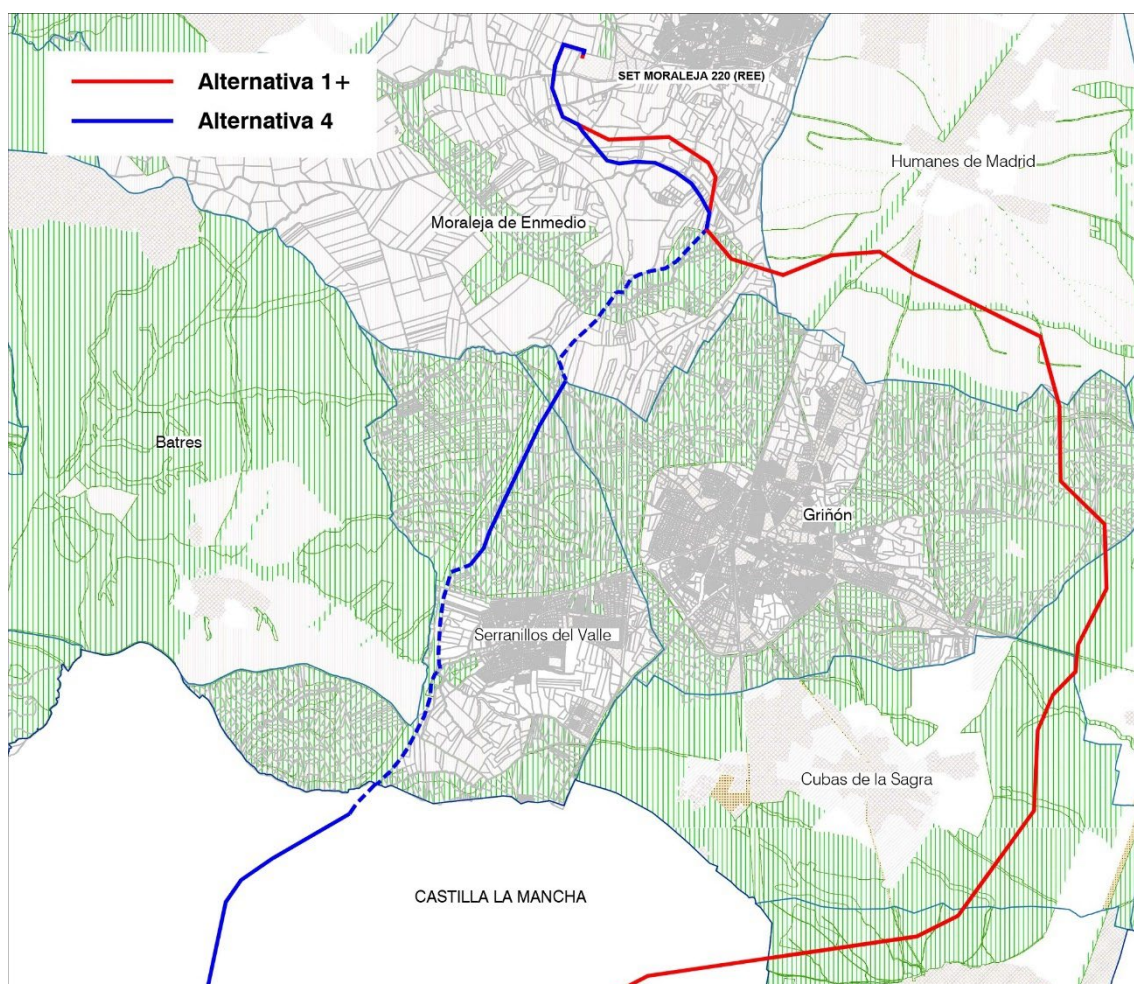 Alternativa 1+
Alternativa 4
SET MORALEJA 220 (REE)
Humanes de Madrid
Moraleja de Enmedio
Batres
Griñón
Serranillos del Valle
Cubas de la Sagra
CASTILLA LA MANCHA